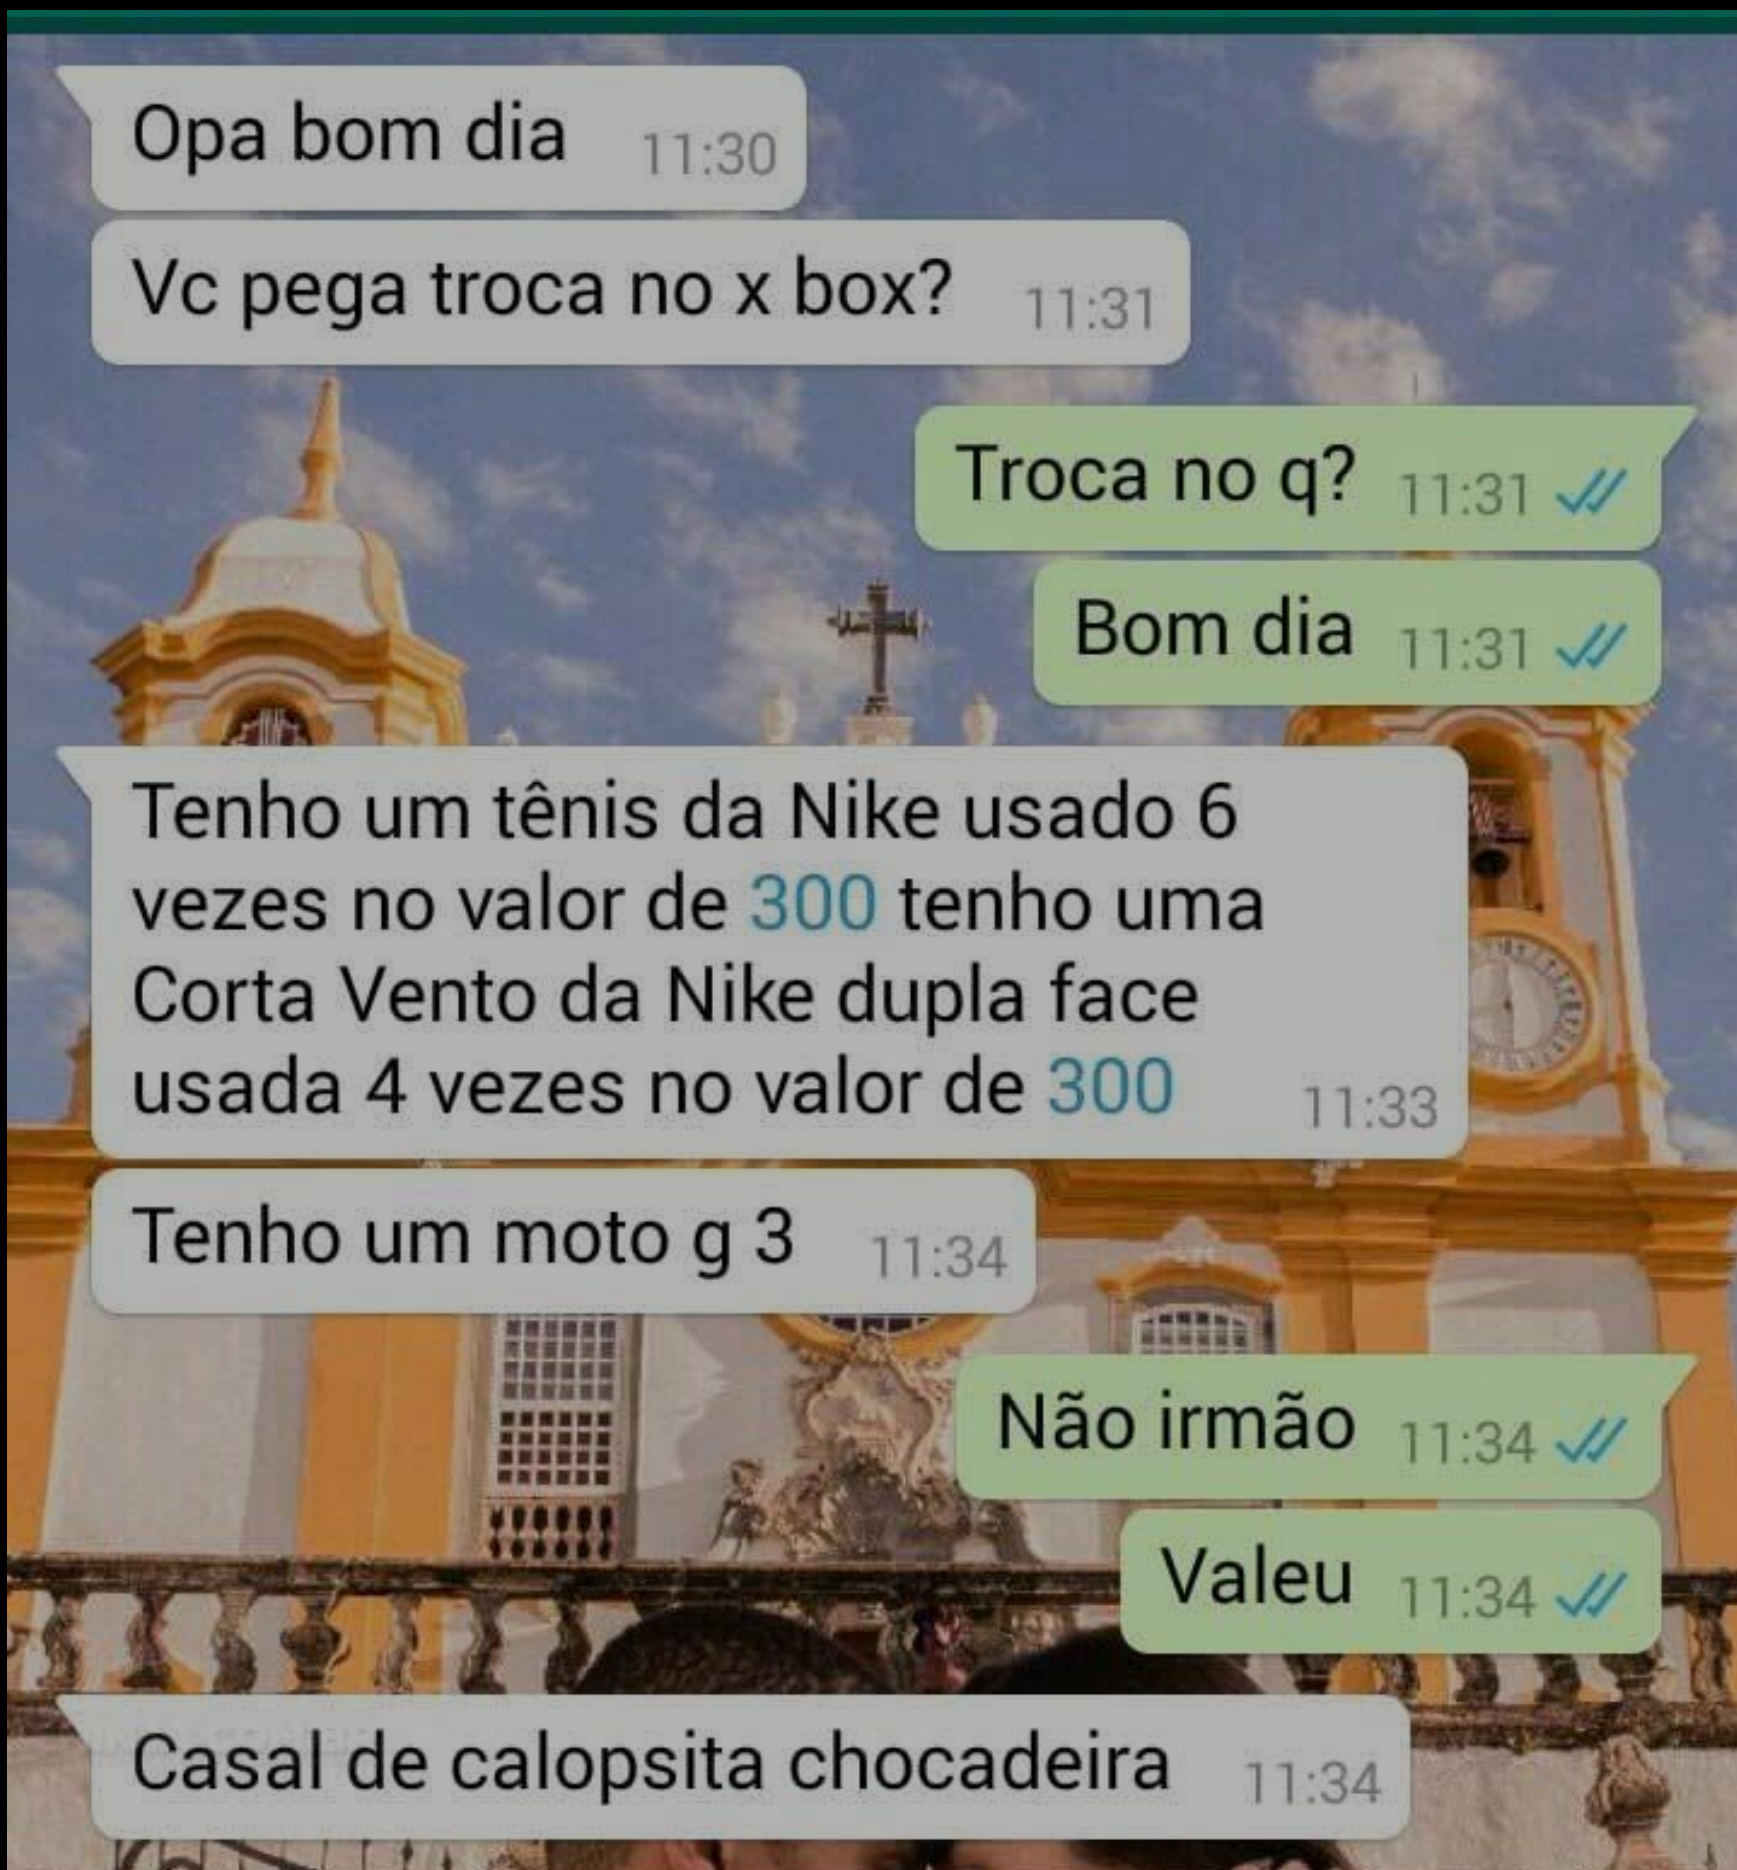 Opa bom dia 11:30
Vc pega troca no x box? 11:31
Troca no q? 11:31
Bom dia 11:31
Tenho um tênis da Nike usado 6
vezes no valor de 300 tenho uma
Corta Vento da Nike dupla face
usada 4 vezes no valor de 300 11:33
Tenho um moto g 3 11:34
Não irmão 11:34
Valeu 11:34
Casal de calopsita chocadeira 11:34